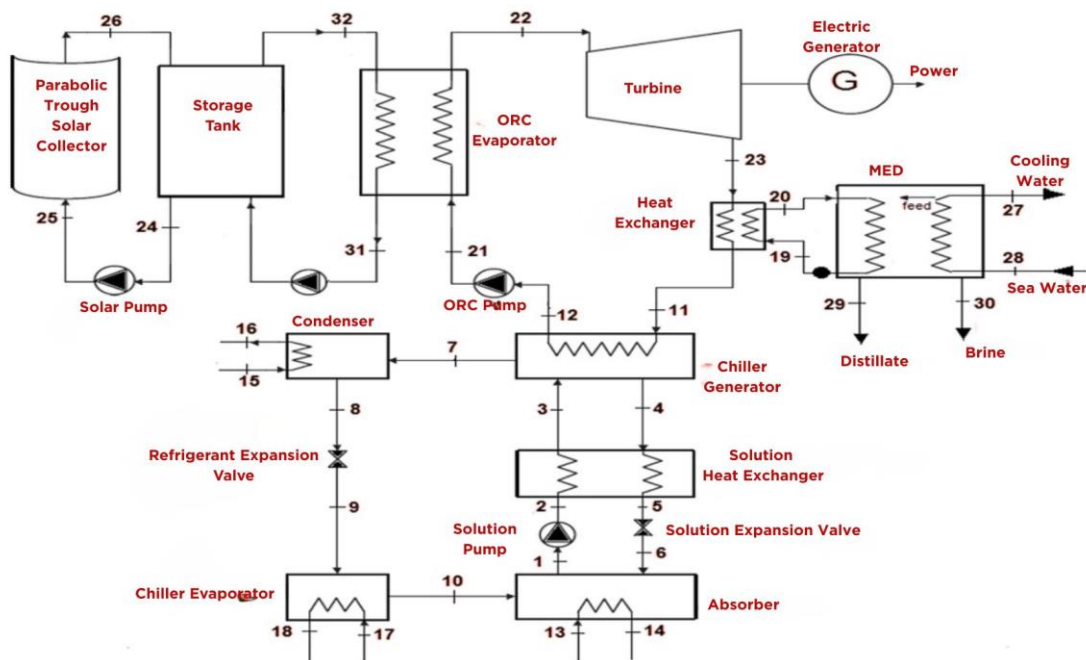 26
32
22
Electric
Generator
Parabolic
Trough
Solar
Collector
Storage
Tank
ORC
Evaporator
Turbine
G
Power
23
MED
Cooling
Water
20
27
feed
Heat
Exchanger
25
24
31
21
19
28
Sea Water
Solar Pump
ORC Pump
12
11
29
30
Condenser
16
15
7
Chiller
Generator
Distillate
Brine
8
3
4
Refrigerant Expansion
Valve
Solution
Heat Exchanger
9
2
5
Solution
Pump
Solution Expansion Valve
1
6
Chiller Evaporator
10
Absorber
18
17
13
14